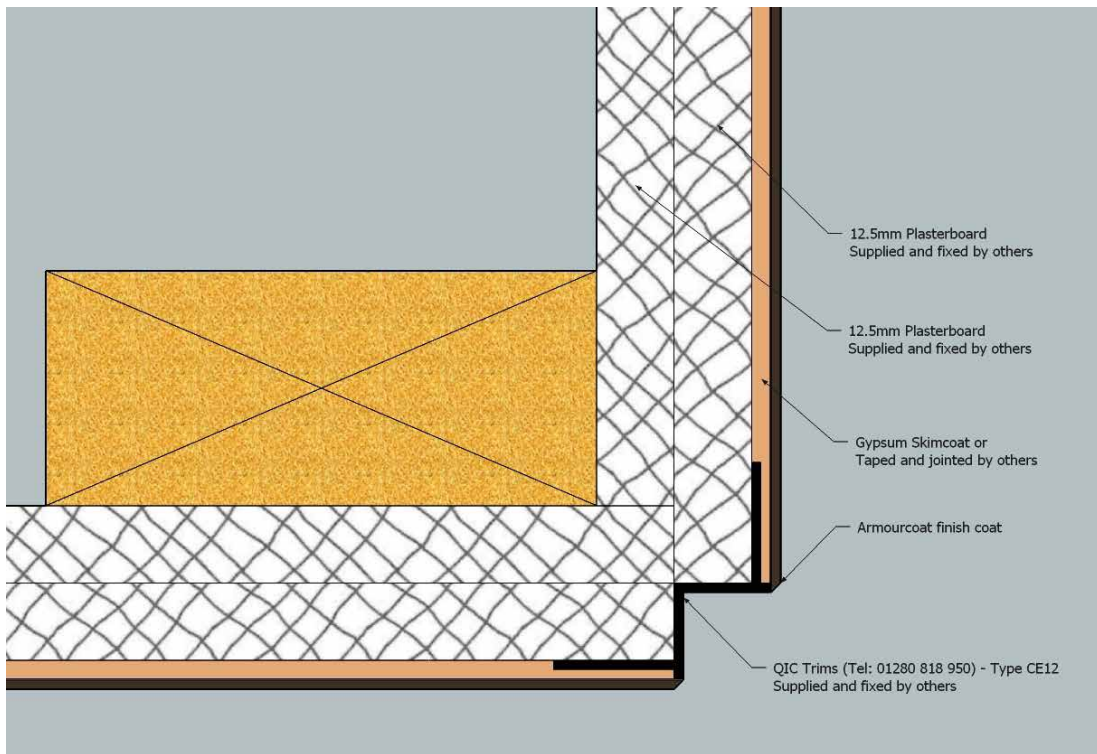 12.5mm Plasterboard
Supplied and fixed by others
12.5mm Plasterboard
Supplied and fixed by others
Gypsum Skimcoat or
Taped and jointed by others
Armourcoat finish coat
QIC Trims (Tel: 01280 818 950) - Type CE12
Supplied and fixed by others